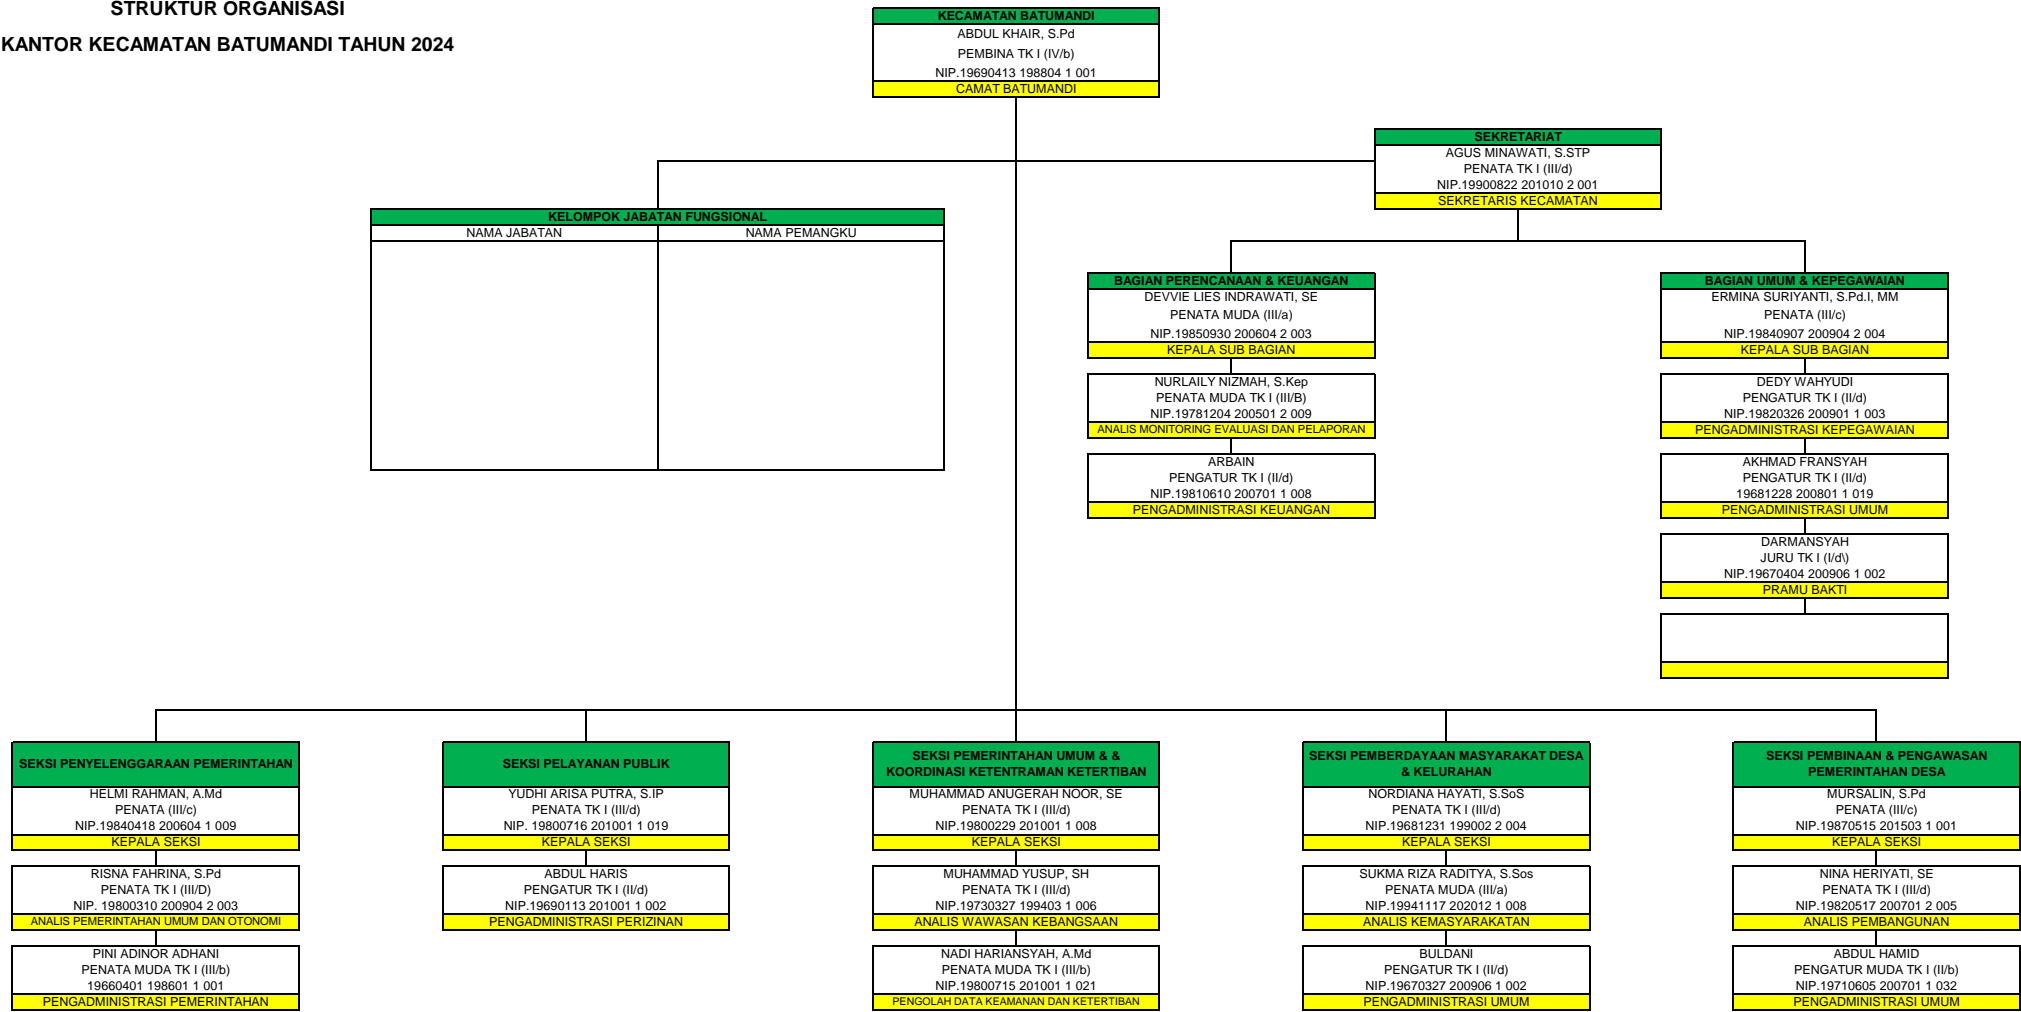 STRUKTUR ORGANISASI
KANTOR KECAMATAN BATUMANDI TAHUN 2024
KECAMATAN BATUMANDI
ABDUL KHAIR, S.Pd
PEMBINA TK I (IV/b)
NIP.19690413 198804 1 001
CAMAT BATUMANDI
SEKRETARIAT
AGUS MINAWATI, S.STP
PENATA TK I (III/d)
NIP.19900822 201010 2 001
SEKRETARIS KECAMATAN
KELOMPOK JABATAN FUNGSIONAL
NAMA JABATAN
NAMA PEMANGKU
BAGIAN PERENCANAAN & KEUANGAN
DEVVIE LIES INDRAWATI, SE
PENATA MUDA (III/a)
NIP.19850930 200604 2 003
KEPALA SUB BAGIAN
NURLAILY NIZMAH, S.Kep
PENATA MUDA TK I (III/B)
NIP.19781204 200501 2 009
ANALIS MONITORING EVALUASI DAN PELAPORAN
ARBAIN
PENGATUR TK I (II/d)
NIP.19810610 200701 1 008
PENGADMINISTRASI KEUANGAN
BAGIAN UMUM & KEPEGAWAIAN
ERMINA SURIYANTI, S.Pd.I, MM
PENATA (III/c)
NIP.19840907 200904 2 004
KEPALA SUB BAGIAN
DEDY WAHYUDI
PENGATUR TK I (II/d)
NIP.19820326 200901 1 003
PENGADMINISTRASI KEPEGAWAIAN
AKHMAD FRANSYAH
PENGATUR TK I (II/d)
19681228 200801 1 019
PENGADMINISTRASI UMUM
DARMANSYAH
JURU TK I (I/d\)
NIP.19670404 200906 1 002
PRAMU BAKTI
SEKSI PENYELENGGARAAN PEMERINTAHAN
HELMI RAHMAN, A.Md
PENATA (III/c)
NIP.19840418 200604 1 009
KEPALA SEKSI
RISNA FAHRINA, S.Pd
PENATA TK I (III/D)
NIP. 19800310 200904 2 003
ANALIS PEMERINTAHAN UMUM DAN OTONOMI
PINI ADINOR ADHANI
PENATA MUDA TK I (III/b)
19660401 198601 1 001
PENGADMINISTRASI PEMERINTAHAN
SEKSI PELAYANAN PUBLIK
YUDHI ARISA PUTRA, S.IP
PENATA TK I (III/d)
NIP. 19800716 201001 1 019
KEPALA SEKSI
ABDUL HARIS
PENGATUR TK I (II/d)
NIP.19690113 201001 1 002
PENGADMINISTRASI PERIZINAN
SEKSI PEMERINTAHAN UMUM & &
KOORDINASI KETENTRAMAN KETERTIBAN
MUHAMMAD ANUGERAH NOOR, SE
PENATA TK I (III/d)
NIP.19800229 201001 1 008
KEPALA SEKSI
MUHAMMAD YUSUP, SH
PENATA TK I (III/d)
NIP.19730327 199403 1 006
ANALIS WAWASAN KEBANGSAAN
NADI HARIANSYAH, A.Md
PENATA MUDA TK I (III/b)
NIP.19800715 201001 1 021
PENGOLAH DATA KEAMANAN DAN KETERTIBAN
SEKSI PEMBERDAYAAN MASYARAKAT DESA
& KELURAHAN
NORDIANA HAYATI, S.SoS
PENATA TK I (III/d)
NIP.19681231 199002 2 004
KEPALA SEKSI
SUKMA RIZA RADITYA, S.Sos
PENATA MUDA (III/a)
NIP.19941117 202012 1 008
ANALIS KEMASYARAKATAN
BULDANI
PENGATUR TK I (II/d)
NIP.19670327 200906 1 002
PENGADMINISTRASI UMUM
SEKSI PEMBINAAN & PENGAWASAN
PEMERINTAHAN DESA
MURSALIN, S.Pd
PENATA (III/c)
NIP.19870515 201503 1 001
KEPALA SEKSI
NINA HERIYATI, SE
PENATA TK I (III/d)
NIP.19820517 200701 2 005
ANALIS PEMBANGUNAN
ABDUL HAMID
PENGATUR MUDA TK I (II/b)
NIP.19710605 200701 1 032
PENGADMINISTRASI UMUM